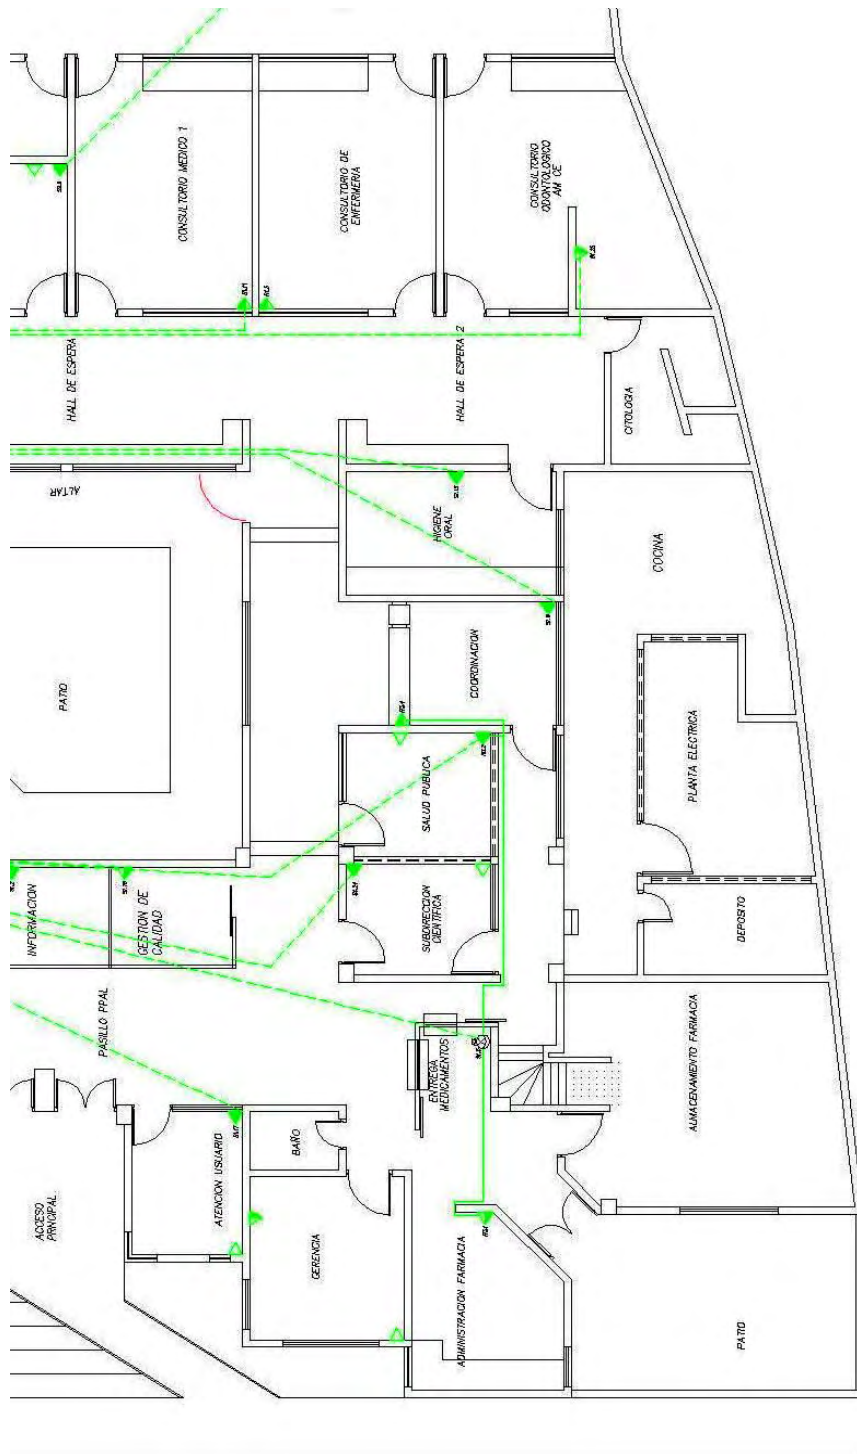 CONSULTORIO MEDICO 1
CONSULTORIO DE
ENFERMERIA
CONSULTORIO
ODONTOLOGICO
AM CE
HALL DE ESPERA
HALL DE ESPERA 2
CITOLOGIA
ALTAR
HIGIENE
ORAL
COCINA
PATIO
COORDINACION
SALUD PUBLICA
PLANTA ELECTRICA
INFORMACION
GESTION DE
CALIDAD
SUBDIRECCION
CIENTIFICA
DEPOSITO
PASILLO PPAL
ENTREGA
MEDICAMENTOS
ALMACENAMIENTO FARMACIA
ATENCION USUARIO
BAÑO
ACCESO
PRINCIPAL
GERENCIA
ADMINISTRACION FARMACIA
PATIO